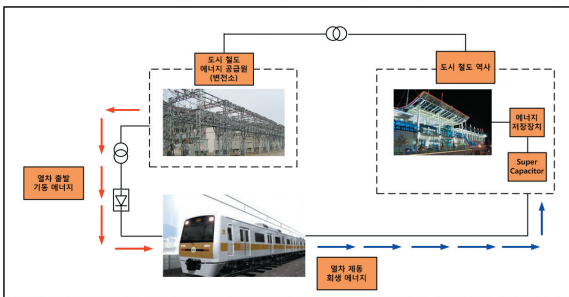 도시 철도
에너지 공급원
(변전소)
도시 철도 역사
에너지
저장장치
Super
Capacitor
열차 출발
기동 에너지
열차 제동
회생 에너지